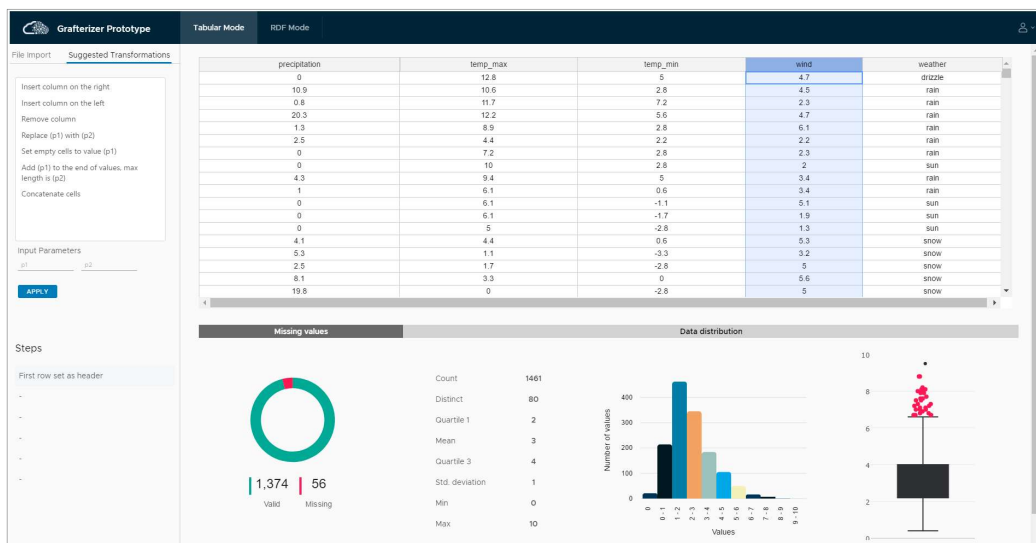 Grafterizer Prototype
Tabular Mode
RDF Mode
File Import
Suggested Transformations
Insert column on the right
Insert column on the left
Remove column
Replace (p1) with (p2)
Set empty cells to value (p1)
Add (p1) to the end of values, max
length is (p2)
Concatenate cells
Input Parameters
p1 p2
APPLY
Steps
First row set as header
-
-
-
-
-
precipitation temp_max temp_min wind weather
0 12.8 5 4.7 drizzle
10.9 10.6 2.8 4.5 rain
0.8 11.7 7.2 2.3 rain
20.3 12.2 5.6 4.7 rain
1.3 8.9 2.8 6.1 rain
2.5 4.4 2.2 2.2 rain
0 7.2 2.8 2.3 rain
0 10 2.8 2 sun
4.3 9.4 5 3.4 rain
1 6.1 0.6 3.4 rain
0 6.1 -1.1 5.1 sun
0 6.1 -1.7 1.9 sun
0 5 -2.8 1.3 sun
4.1 4.4 0.6 5.3 snow
5.3 1.1 -3.3 3.2 snow
2.5 1.7 -2.8 5 snow
8.1 3.3 0 5.6 snow
19.8 0 -2.8 5 snow
Missing values
Data distribution
1,374 56
Valid Missing
Count 1461
Distinct 80
Quartile 1 2
Mean 3
Quartile 3 4
Std. deviation 1
Min 0
Max 10
Number of values
400
300
200
100
0
0
0 - 1
1 - 2
2 - 3
3 - 4
4 - 5
5 - 6
6 - 7
7 - 8
8 - 9
9 - 10
Values
10
8
6
4
2
0